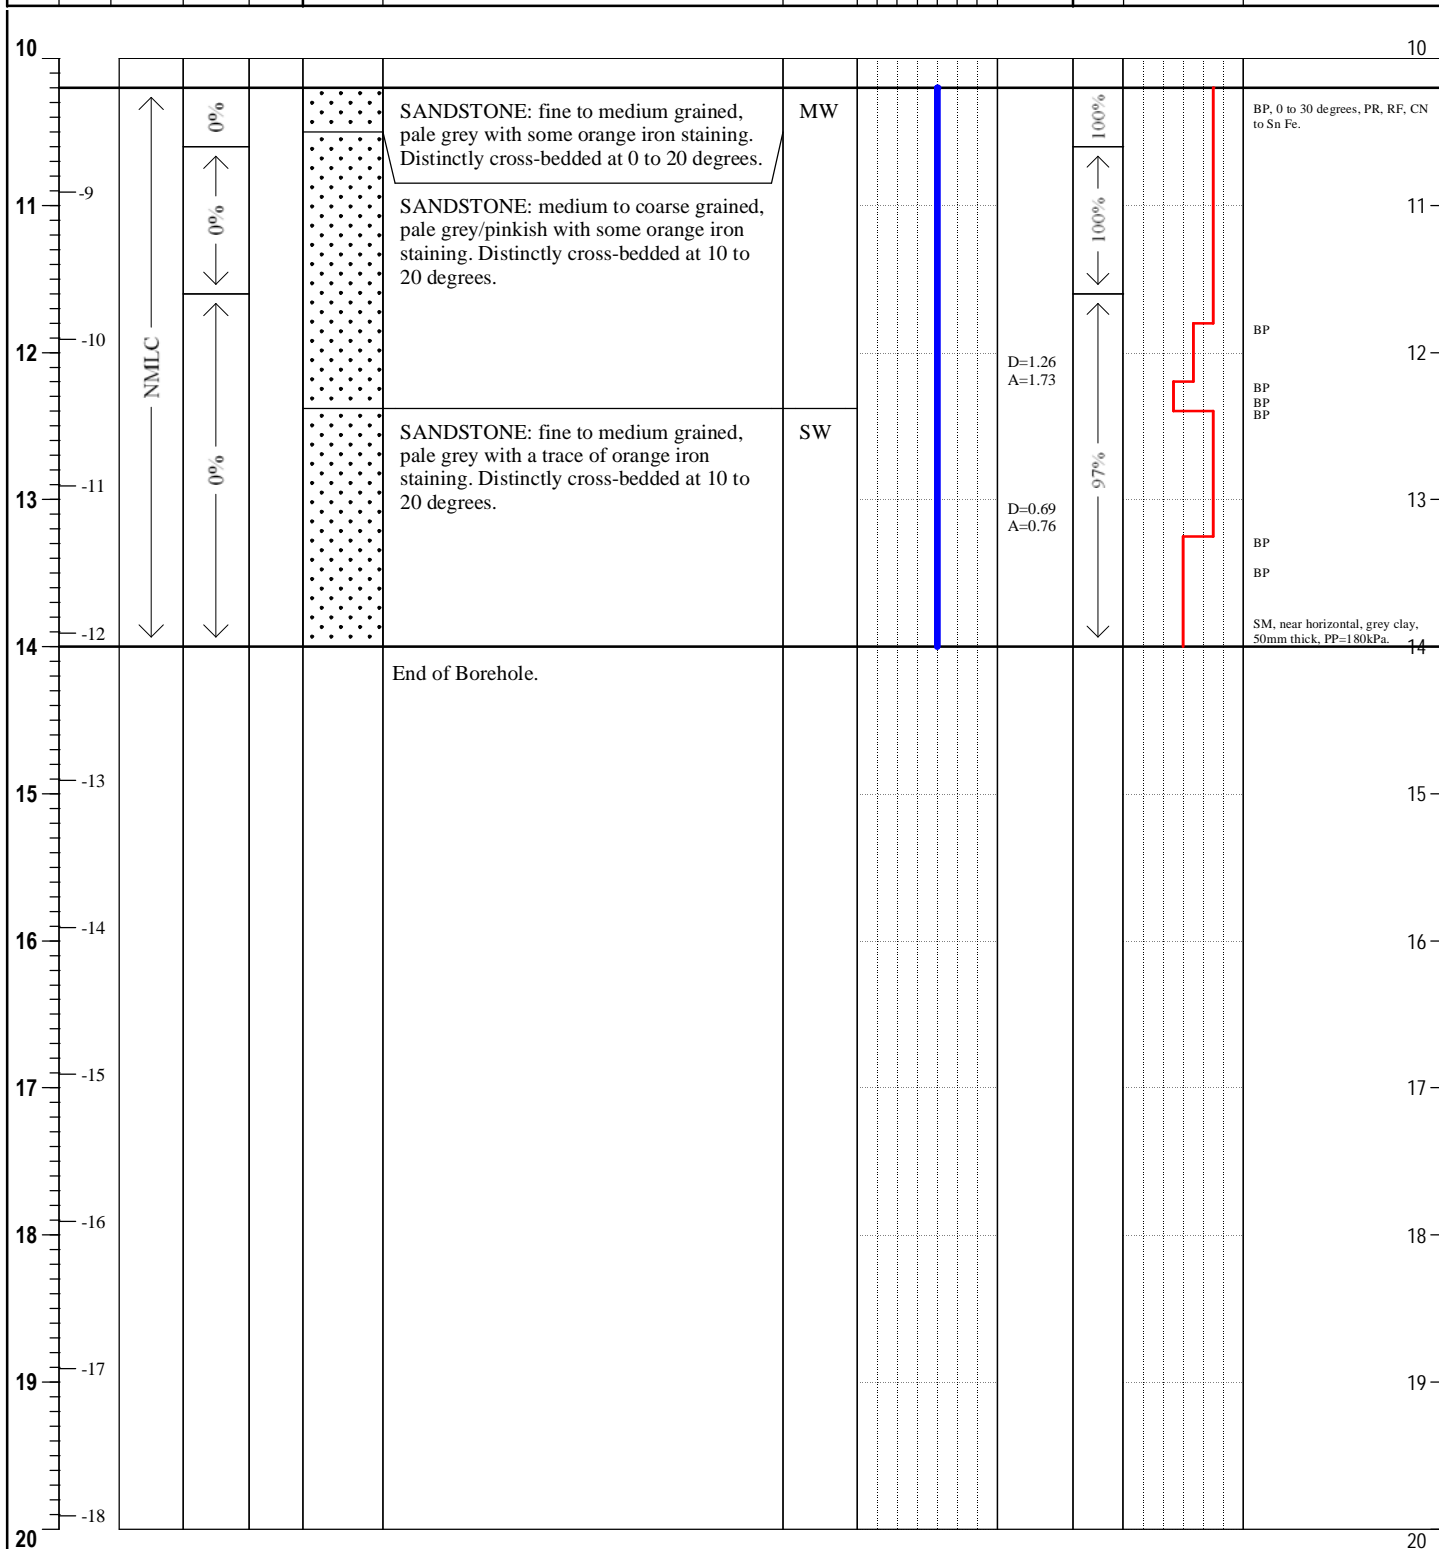 10
10
0%
SANDSTONE: fine to medium grained,
pale grey with some orange iron staining.
Distinctly cross-bedded at 0 to 20 degrees.
MW
100%
BP, 0 to 30 degrees, PR, RF, CN
to Sn Fe.
-9
11
0%
SANDSTONE: medium to coarse grained,
pale grey/pinkish with some orange iron
staining. Distinctly cross-bedded at 10 to
20 degrees.
100%
11
-10
BP
12
NMLC
D=1.26
A=1.73
12
BP
BP
BP
0%
SANDSTONE: fine to medium grained,
pale grey with a trace of orange iron
staining. Distinctly cross-bedded at 10 to
20 degrees.
SW
97%
-11
13
D=0.69
A=0.76
13
BP
BP
-12
SM, near horizontal, grey clay,
50mm thick, PP=180kPa.
14
14
End of Borehole.
-13
15
15
-14
16
16
-15
17
17
-16
18
18
-17
19
19
-18
20
20